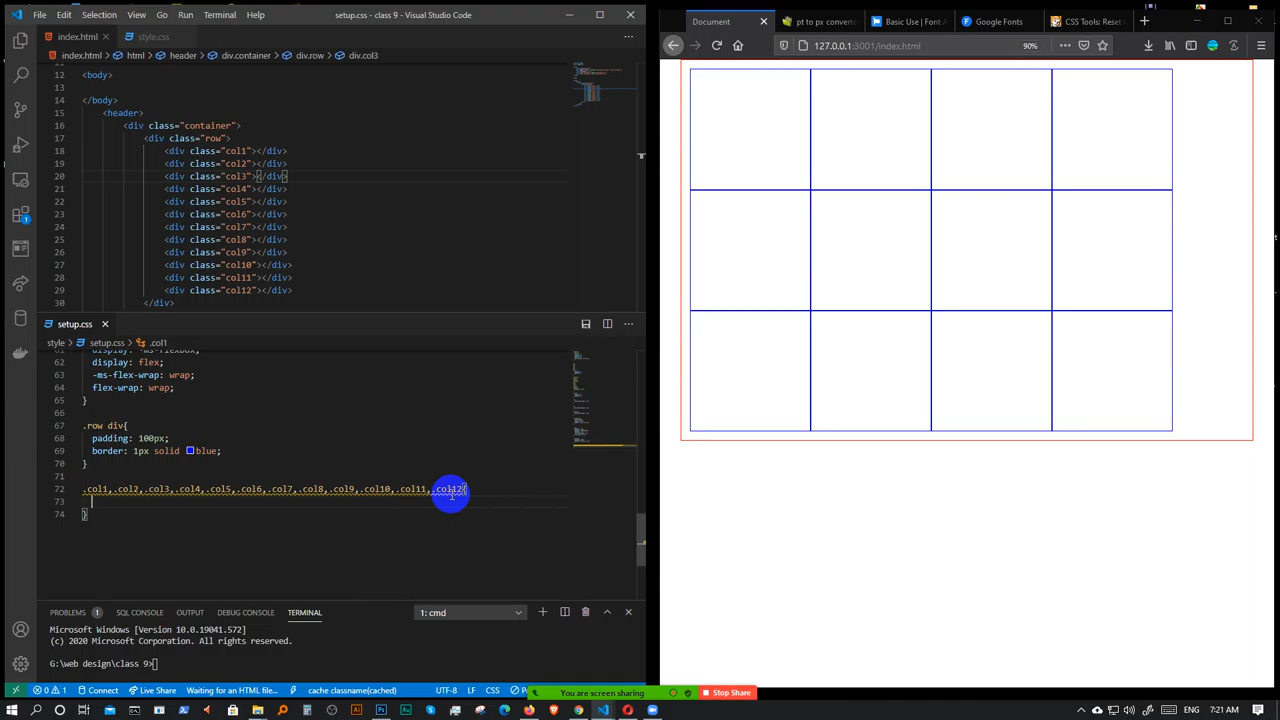 File Edit Selection View Go Run Terminal Help setup.css - class 9 - Visual Studio Code
index.html style.css
index.html > html > header > div.container > div.row > div.col3
12 <body>
13
14 </body>
15 <header>
16 <div class="container">
17 <div class="row">
18 <div class="col1"></div>
19 <div class="col2"></div>
20 <div class="col3"></div>
21 <div class="col4"></div>
22 <div class="col5"></div>
23 <div class="col6"></div>
24 <div class="col7"></div>
25 <div class="col8"></div>
26 <div class="col9"></div>
27 <div class="col10"></div>
28 <div class="col11"></div>
29 <div class="col12"></div>
30 </div>
setup.css
style > setup.css > .col1
61 display: -ms-flexbox;
62 display: flex;
63 -ms-flex-wrap: wrap;
64 flex-wrap: wrap;
65 }
66
67 .row div{
68 padding: 100px;
69 border: 1px solid blue;
70 }
71
72 .col1,.col2,.col3,.col4,.col5,.col6,.col7,.col8,.col9,.col10,.col11,.col12{
73
74 }
PROBLEMS 1 SQL CONSOLE OUTPUT DEBUG CONSOLE TERMINAL 1: cmd
Microsoft Windows [Version 10.0.19041.572]
(c) 2020 Microsoft Corporation. All rights reserved.
G:\web design\class 9>
0 1 Connect Live Share Waiting for an HTML file... cache classname(cached) UTF-8 LF CSS
You are screen sharing Stop Share
Document pt to px converte Basic Use | Font A Google Fonts CSS Tools: Reset
127.0.0.1:3001/index.html 90%
ENG 7:21 AM